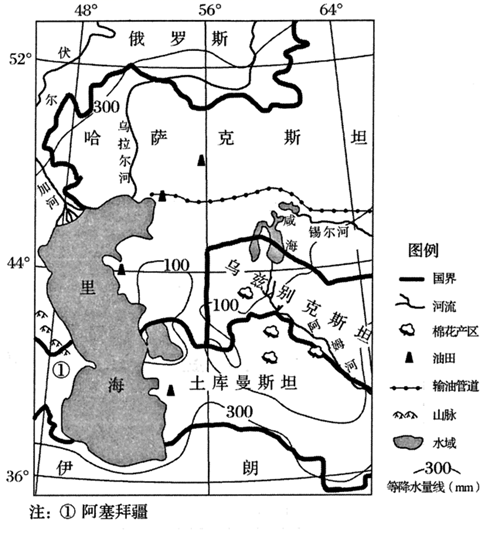 48° 56° 64°
52°
44°
36°
俄罗斯
伏尔加河
300
哈萨克斯坦
乌拉尔河
咸海
锡尔河
100
100
乌兹别克斯坦
阿姆河
里海
①
土库曼斯坦
300
伊朗
图例
国界
河流
棉花产区
油田
输油管道
山脉
水域
300
等降水量线(mm)
注：① 阿塞拜疆